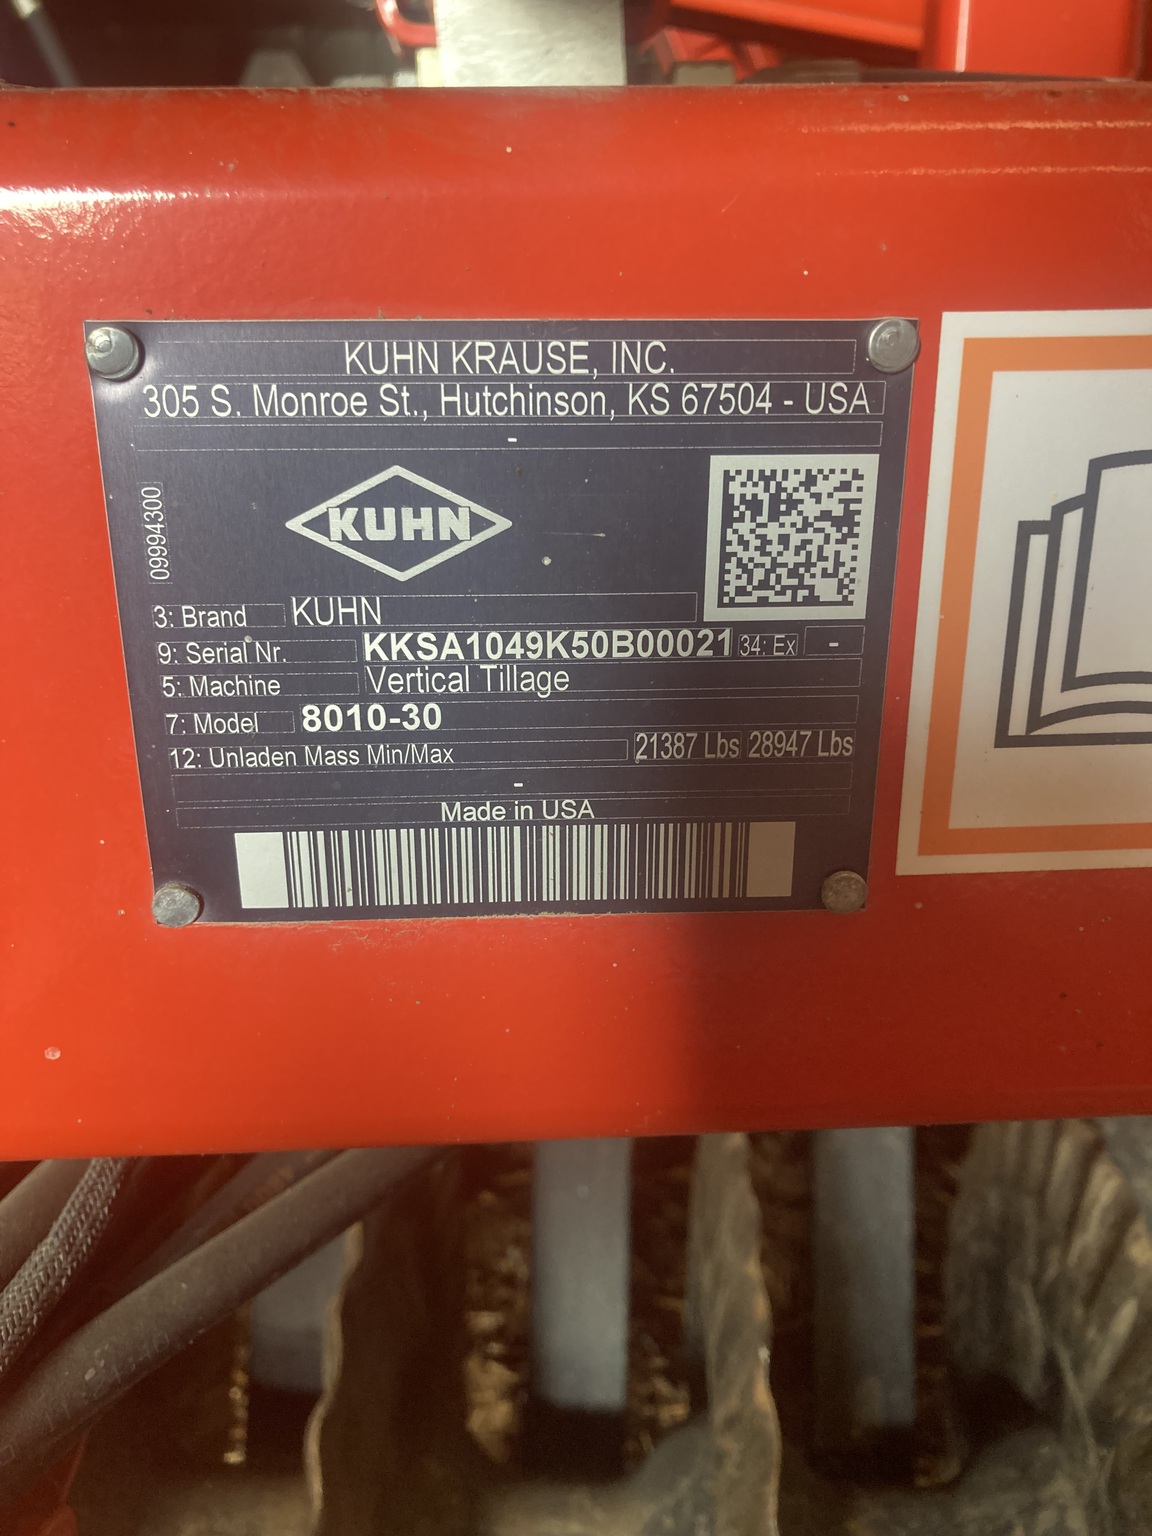 KUHN KRAUSE, INC.
305 S. Monroe St., Hutchinson, KS 67504 - USA
-
09994300
KUHN
3: Brand KUHN
9: Serial Nr. KKSA1049K50B00021 34: Ex -
5: Machine Vertical Tillage
7: Model 8010-30
12: Unladen Mass Min/Max 21387 Lbs 28947 Lbs
-
Made in USA